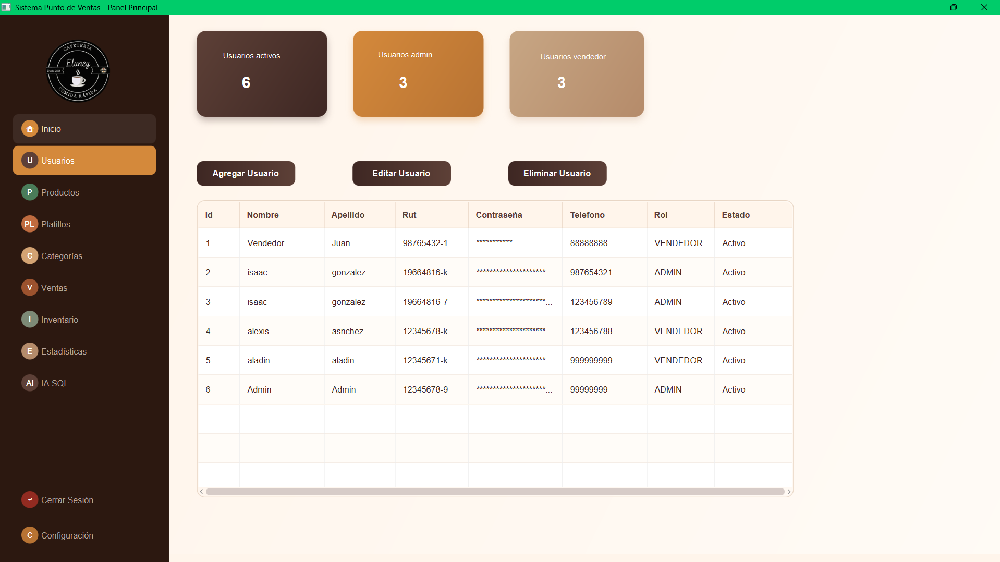 Sistema Punto de Ventas - Panel Principal
CAFETERÍA
Eluney
Desde 2018
COMIDA RÁPIDA
Inicio
U Usuarios
P Productos
PL Platillos
C Categorías
V Ventas
I Inventario
E Estadísticas
AI IA SQL
Cerrar Sesión
C Configuración
Usuarios activos
6
Usuarios admin
3
Usuarios vendedor
3
Agregar Usuario Editar Usuario Eliminar Usuario
id Nombre Apellido Rut Contraseña Telefono Rol Estado
1 Vendedor Juan 98765432-1 *********** 88888888 VENDEDOR Activo
2 isaac gonzalez 19664816-k *********************... 987654321 ADMIN Activo
3 isaac gonzalez 19664816-7 *********************... 123456789 ADMIN Activo
4 alexis asnchez 12345678-k *********************... 123456788 VENDEDOR Activo
5 aladin aladin 12345671-k *********************... 999999999 VENDEDOR Activo
6 Admin Admin 12345678-9 *********************... 99999999 ADMIN Activo